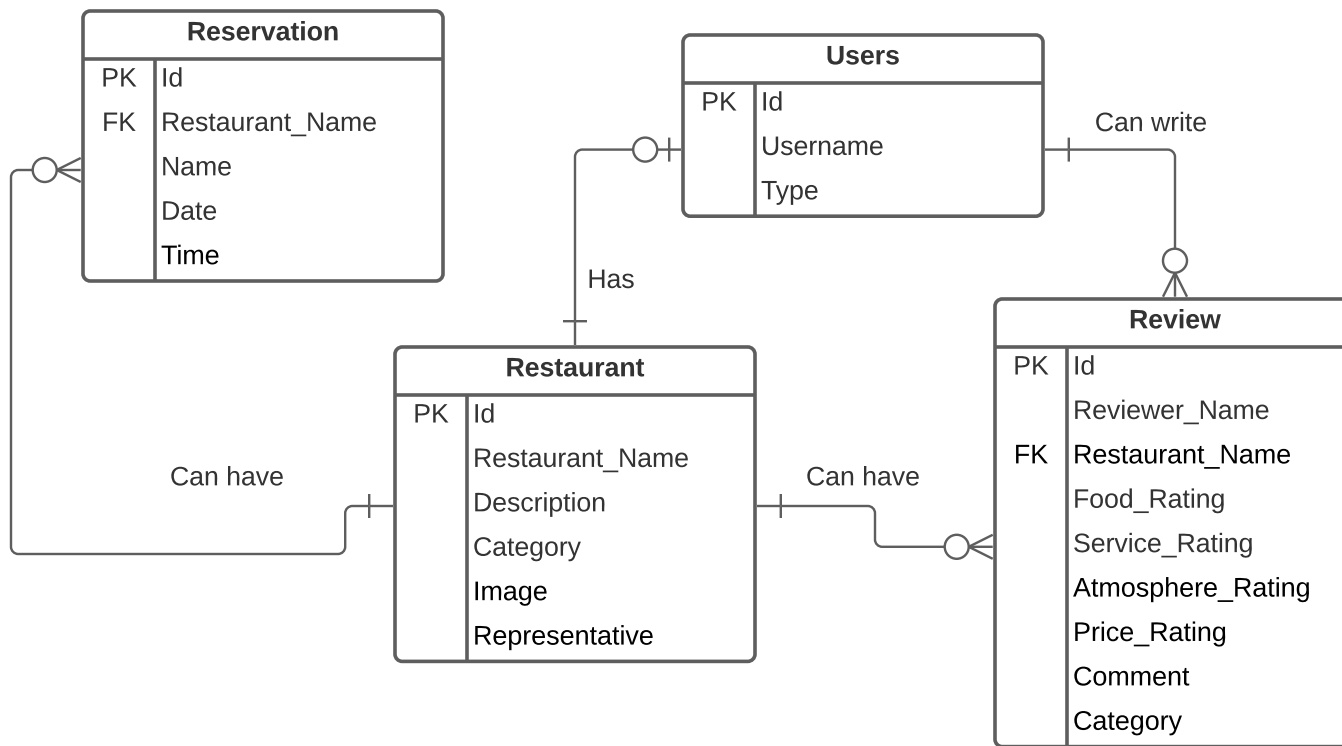 Reservation
PK Id
FK Restaurant_Name
Name
Date
Time
Users
PK Id
Username
Type
Can write
Has
Restaurant
PK Id
Restaurant_Name
Description
Category
Image
Representative
Can have
Can have
Review
PK Id
Reviewer_Name
FK Restaurant_Name
Food_Rating
Service_Rating
Atmosphere_Rating
Price_Rating
Comment
Category